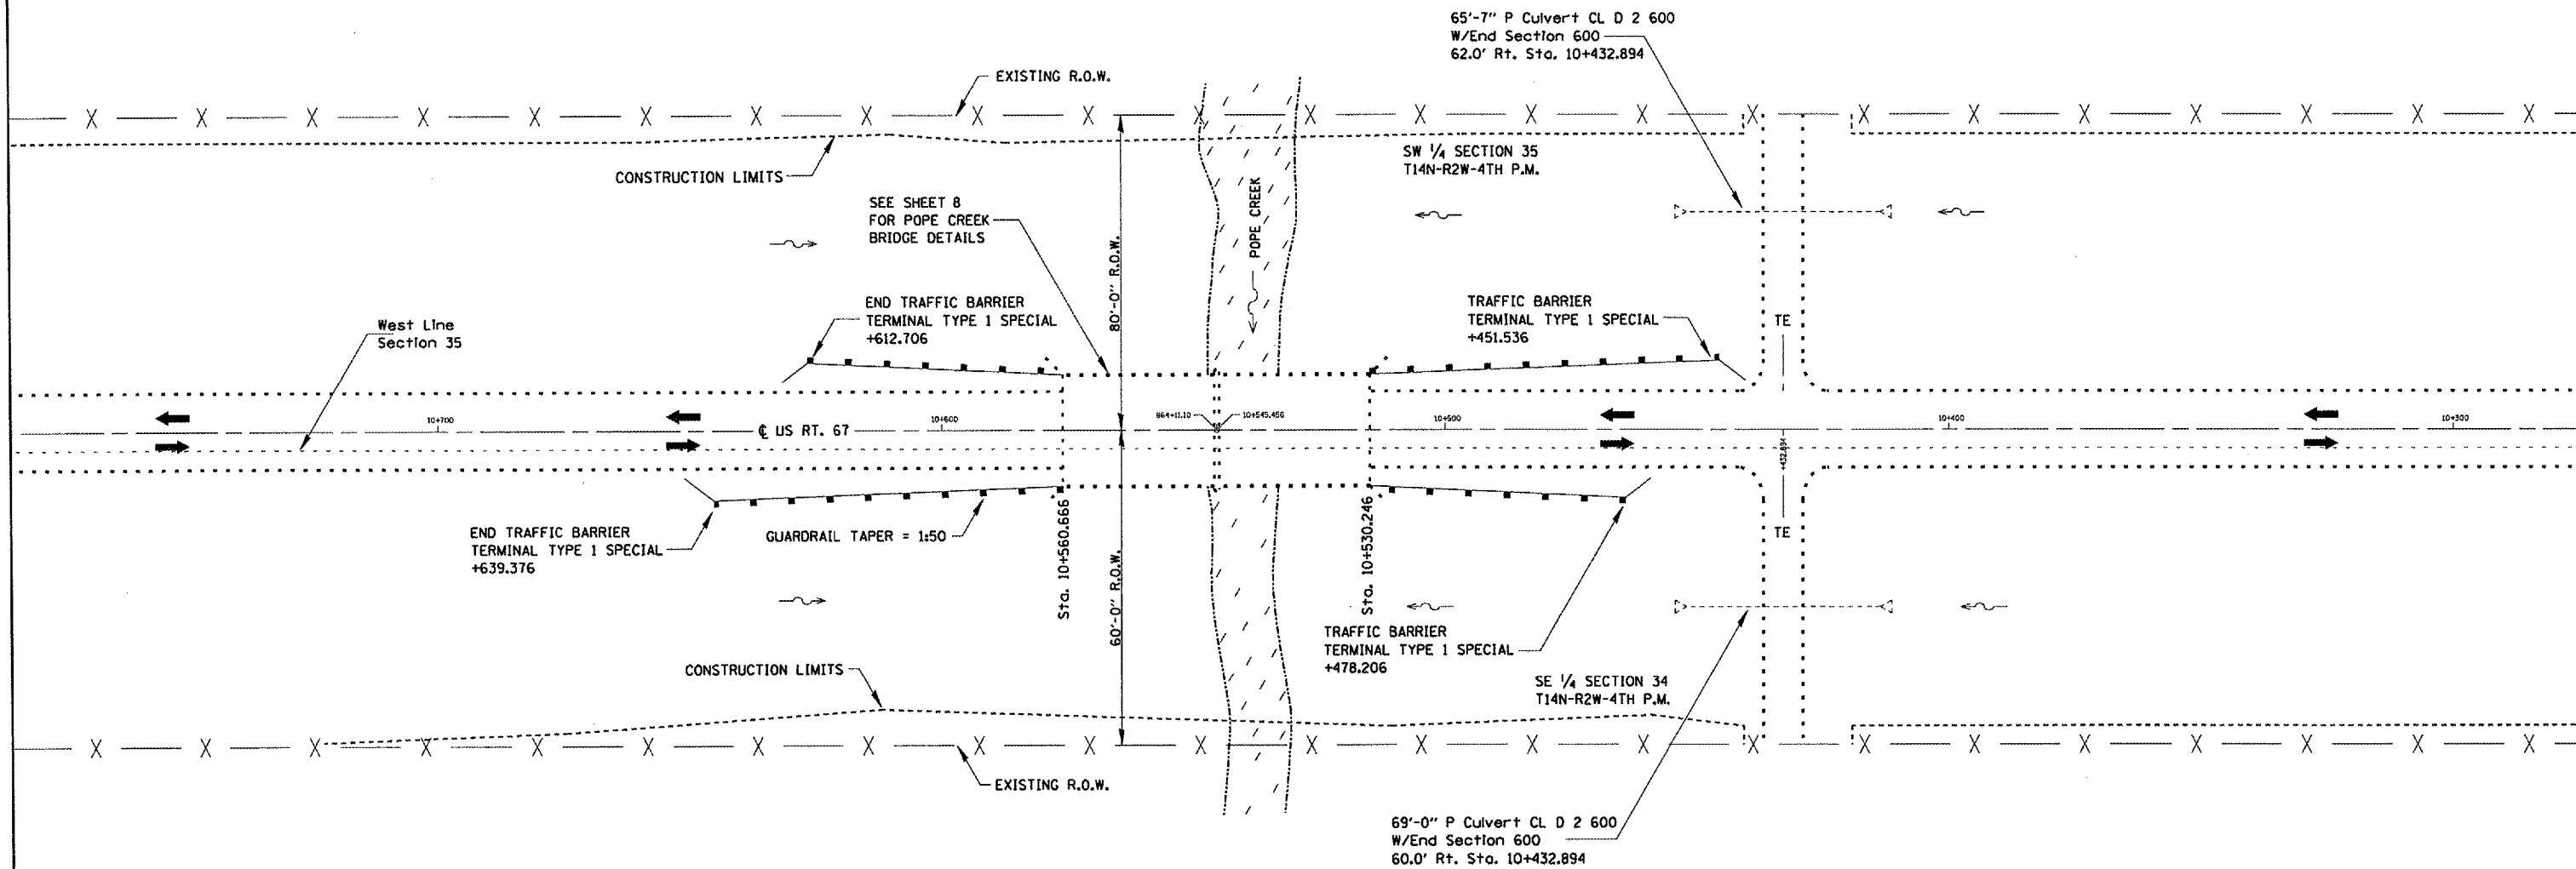 65'-7" P Culvert CL D 2 600
W/End Section 600
62.0' Rt. Sta. 10+432.894
EXISTING R.O.W.
CONSTRUCTION LIMITS
SW 1/4 SECTION 35
T14N-R2W-4TH P.M.
SEE SHEET 8
FOR POPE CREEK
BRIDGE DETAILS
80'-0" R.O.W.
POPE CREEK
END TRAFFIC BARRIER
TERMINAL TYPE 1 SPECIAL
+612.706
TRAFFIC BARRIER
TERMINAL TYPE 1 SPECIAL
+451.536
West Line
Section 35
TE
10+700
℄ US RT. 67
10+600
864+11.10
10+545.456
10+500
10+400
10+300
+432.894
END TRAFFIC BARRIER
TERMINAL TYPE 1 SPECIAL
+639.376
GUARDRAIL TAPER = 1:50
Sta. 10+560.666
60'-0" R.O.W.
Sta. 10+530.246
TE
TRAFFIC BARRIER
TERMINAL TYPE 1 SPECIAL
+478.206
CONSTRUCTION LIMITS
SE 1/4 SECTION 34
T14N-R2W-4TH P.M.
EXISTING R.O.W.
69'-0" P Culvert CL D 2 600
W/End Section 600
60.0' Rt. Sta. 10+432.894